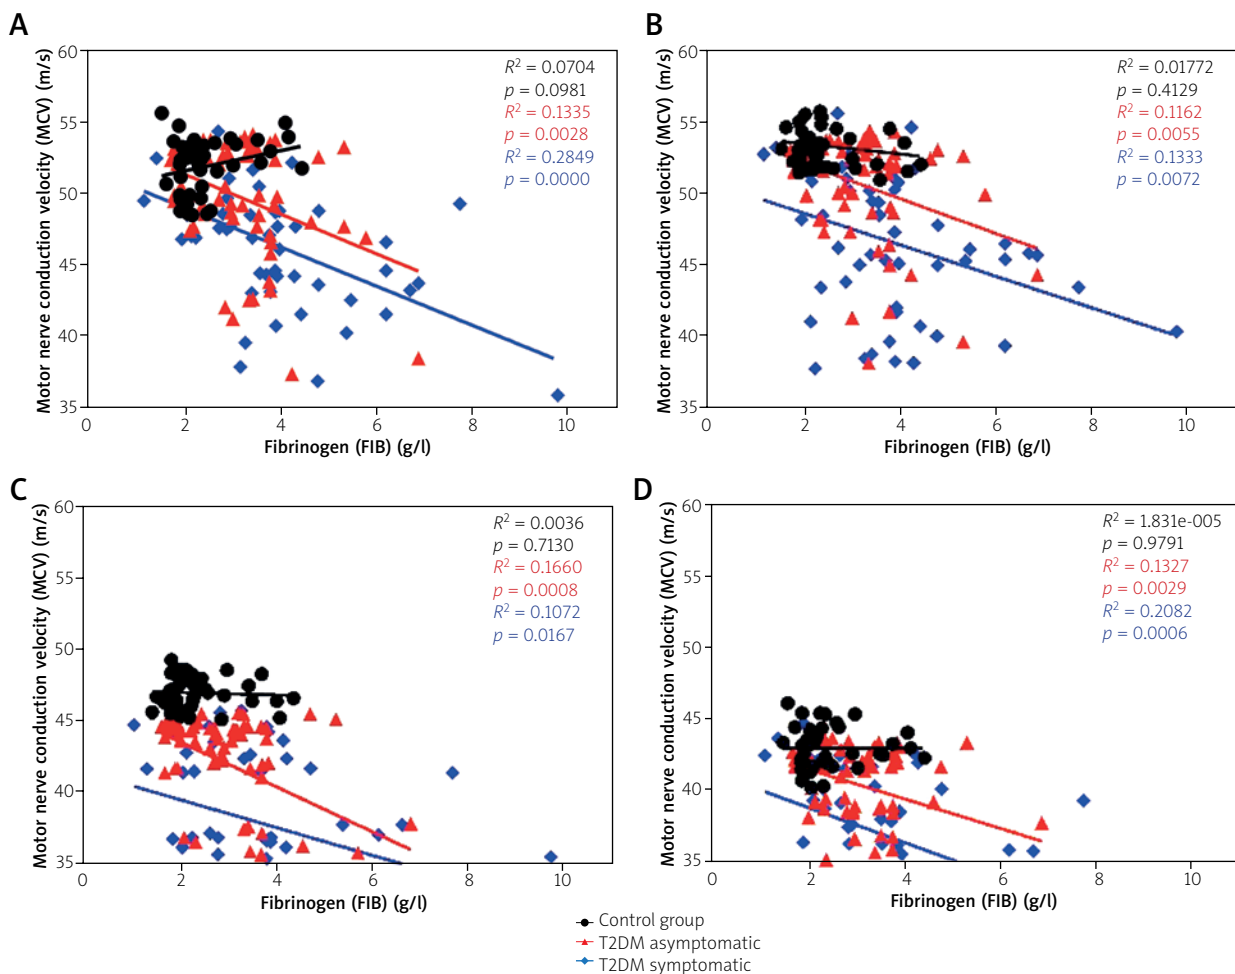 A
Motor nerve conduction velocity (MCV) (m/s)
60
55
50
45
40
35
0 2 4 6 8 10
Fibrinogen (FIB) (g/l)
R² = 0.0704
p = 0.0981
R² = 0.1335
p = 0.0028
R² = 0.2849
p = 0.0000
B
Motor nerve conduction velocity (MCV) (m/s)
60
55
50
45
40
35
0 2 4 6 8 10
Fibrinogen (FIB) (g/l)
R² = 0.01772
p = 0.4129
R² = 0.1162
p = 0.0055
R² = 0.1333
p = 0.0072
C
Motor nerve conduction velocity (MCV) (m/s)
60
55
50
45
40
35
0 2 4 6 8 10
Fibrinogen (FIB) (g/l)
R² = 0.0036
p = 0.7130
R² = 0.1660
p = 0.0008
R² = 0.1072
p = 0.0167
D
Motor nerve conduction velocity (MCV) (m/s)
60
55
50
45
40
35
0 2 4 6 8 10
Fibrinogen (FIB) (g/l)
R² = 1.831e-005
p = 0.9791
R² = 0.1327
p = 0.0029
R² = 0.2082
p = 0.0006
Control group
T2DM asymptomatic
T2DM symptomatic